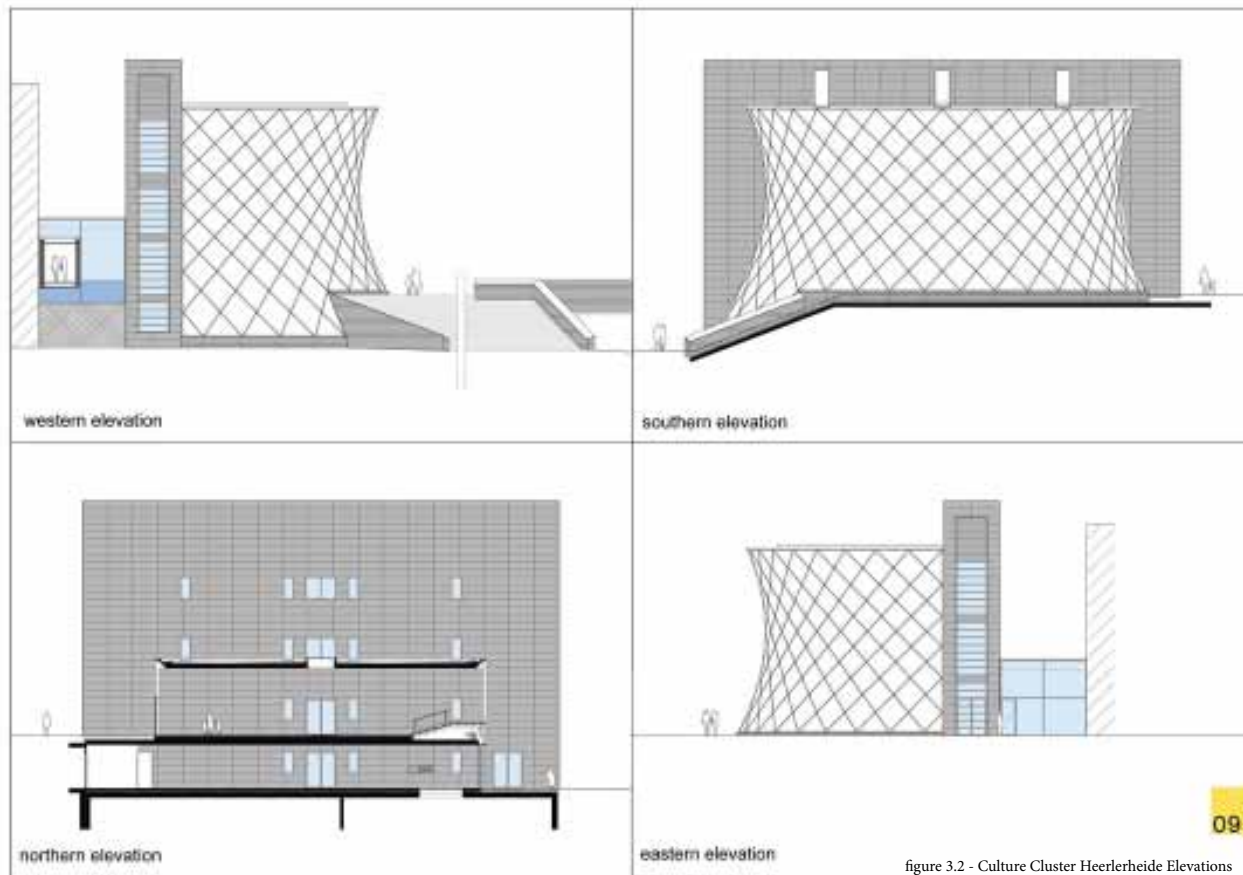 western elevation
southern elevation
northern elevation
eastern elevation
09
figure 3.2 - Culture Cluster Heerlerheide Elevations